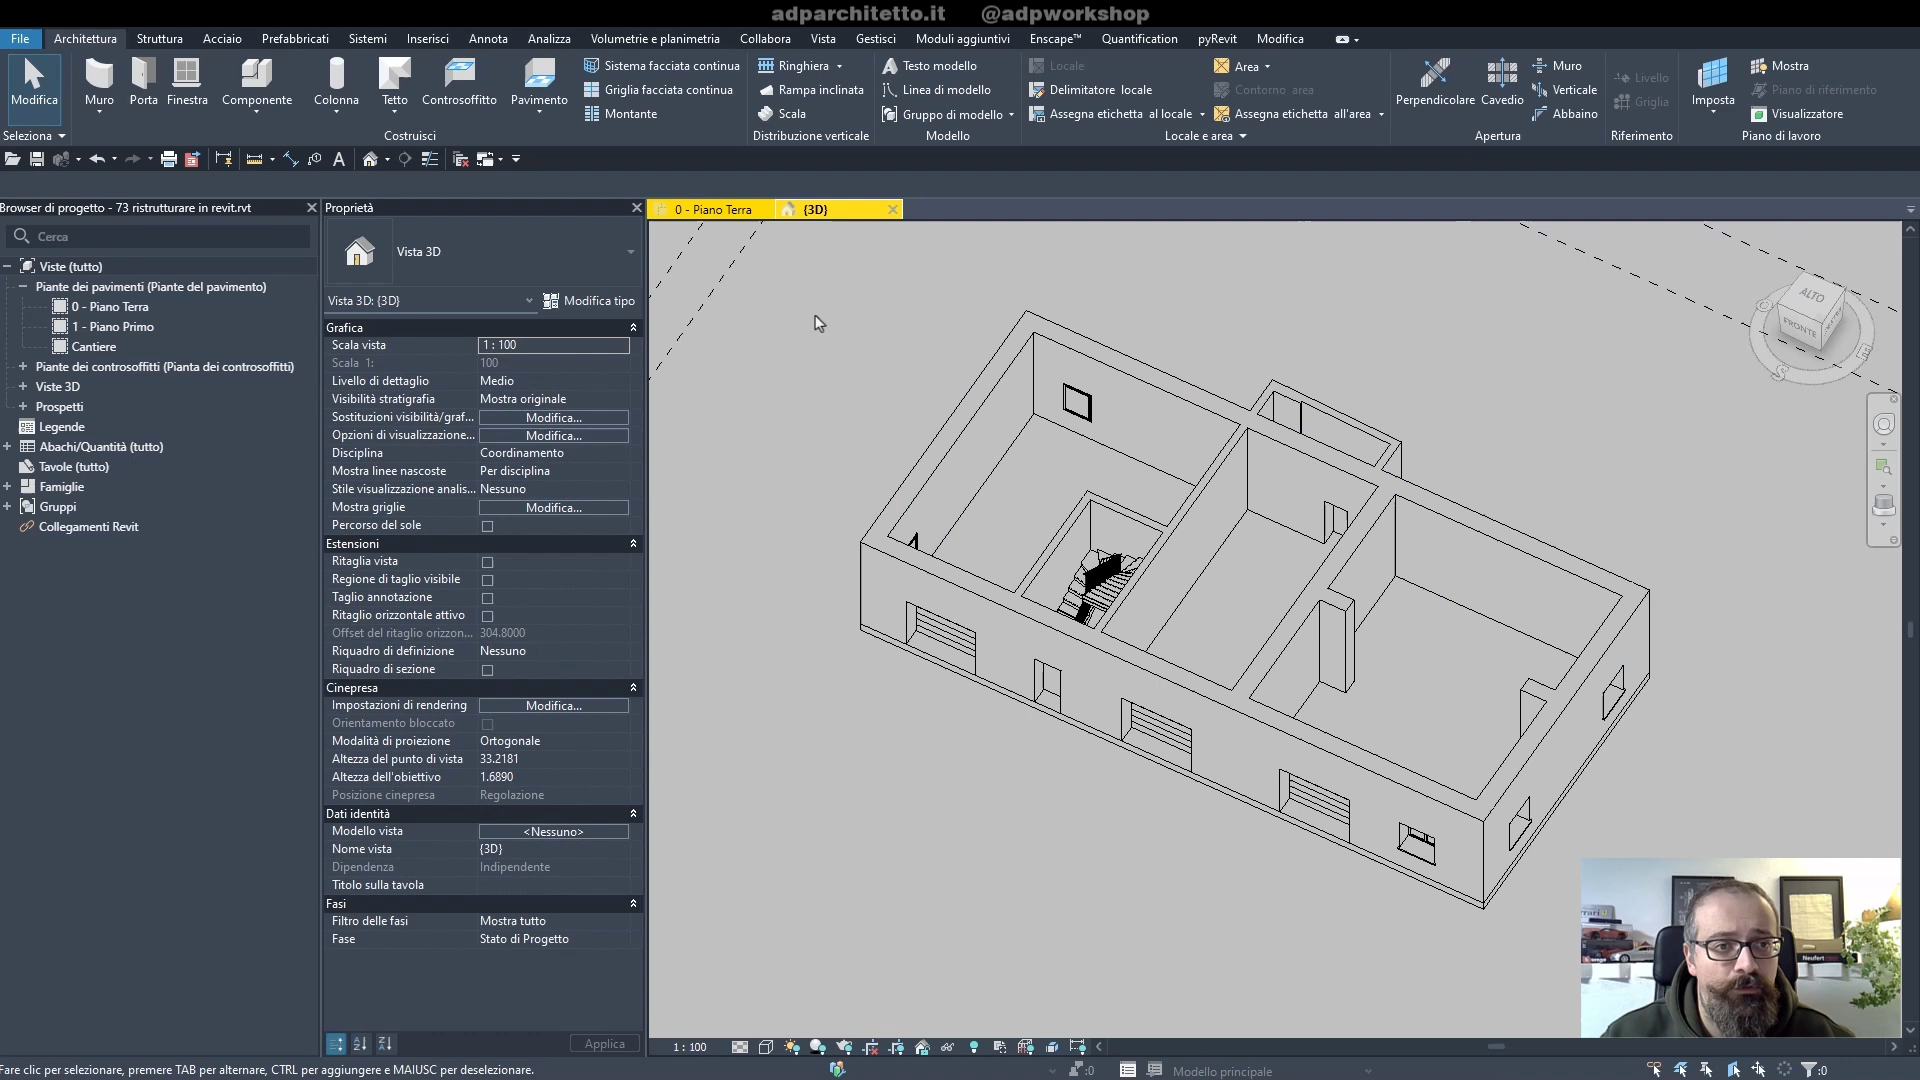 adparchitetto.it @adpworkshop
File Architettura Struttura Acciaio Prefabbricati Sistemi Inserisci Annota Analizza Volumetrie e planimetria Collabora Vista Gestisci Moduli aggiuntivi Enscape™ Quantification pyRevit Modifica
Modifica Muro Porta Finestra Componente Colonna Tetto Controsoffitto Pavimento
Sistema facciata continua
Griglia facciata continua
Montante
Ringhiera
Rampa inclinata
Scala
Testo modello
Linea di modello
Gruppo di modello
Locale
Delimitatore locale
Assegna etichetta al locale
Area
Contorno area
Assegna etichetta all'area
Perpendicolare Cavedio
Muro
Verticale
Abbaino
Livello
Griglia
Imposta
Mostra
Piano di riferimento
Visualizzatore
Seleziona Costruisci Distribuzione verticale Modello Locale e area Apertura Riferimento Piano di lavoro
A
Browser di progetto - 73 ristrutturare in revit.rvt
Cerca
Viste (tutto)
Piante dei pavimenti (Piante del pavimento)
0 - Piano Terra
1 - Piano Primo
Cantiere
Piante dei controsoffitti (Pianta dei controsoffitti)
Viste 3D
Prospetti
Legende
Abachi/Quantità (tutto)
Tavole (tutto)
Famiglie
Gruppi
Collegamenti Revit
Proprietà
Vista 3D
Vista 3D: {3D} Modifica tipo
Grafica
Scala vista 1 : 100
Scala 1: 100
Livello di dettaglio Medio
Visibilità stratigrafia Mostra originale
Sostituzioni visibilità/graf... Modifica...
Opzioni di visualizzazione... Modifica...
Disciplina Coordinamento
Mostra linee nascoste Per disciplina
Stile visualizzazione analis... Nessuno
Mostra griglie Modifica...
Percorso del sole
Estensioni
Ritaglia vista
Regione di taglio visibile
Taglio annotazione
Ritaglio orizzontale attivo
Offset del ritaglio orizzon... 304.8000
Riquadro di definizione Nessuno
Riquadro di sezione
Cinepresa
Impostazioni di rendering Modifica...
Orientamento bloccato
Modalità di proiezione Ortogonale
Altezza del punto di vista 33.2181
Altezza dell'obiettivo 1.6890
Posizione cinepresa Regolazione
Dati identità
Modello vista <Nessuno>
Nome vista {3D}
Dipendenza Indipendente
Titolo sulla tavola
Fasi
Filtro delle fasi Mostra tutto
Fase Stato di Progetto
Applica
0 - Piano Terra {3D}
ALTO
FRONTE
S
E
Neufert
1 : 100
Fare clic per selezionare, premere TAB per alternare, CTRL per aggiungere e MAIUSC per deselezionare.
:0 Modello principale :0